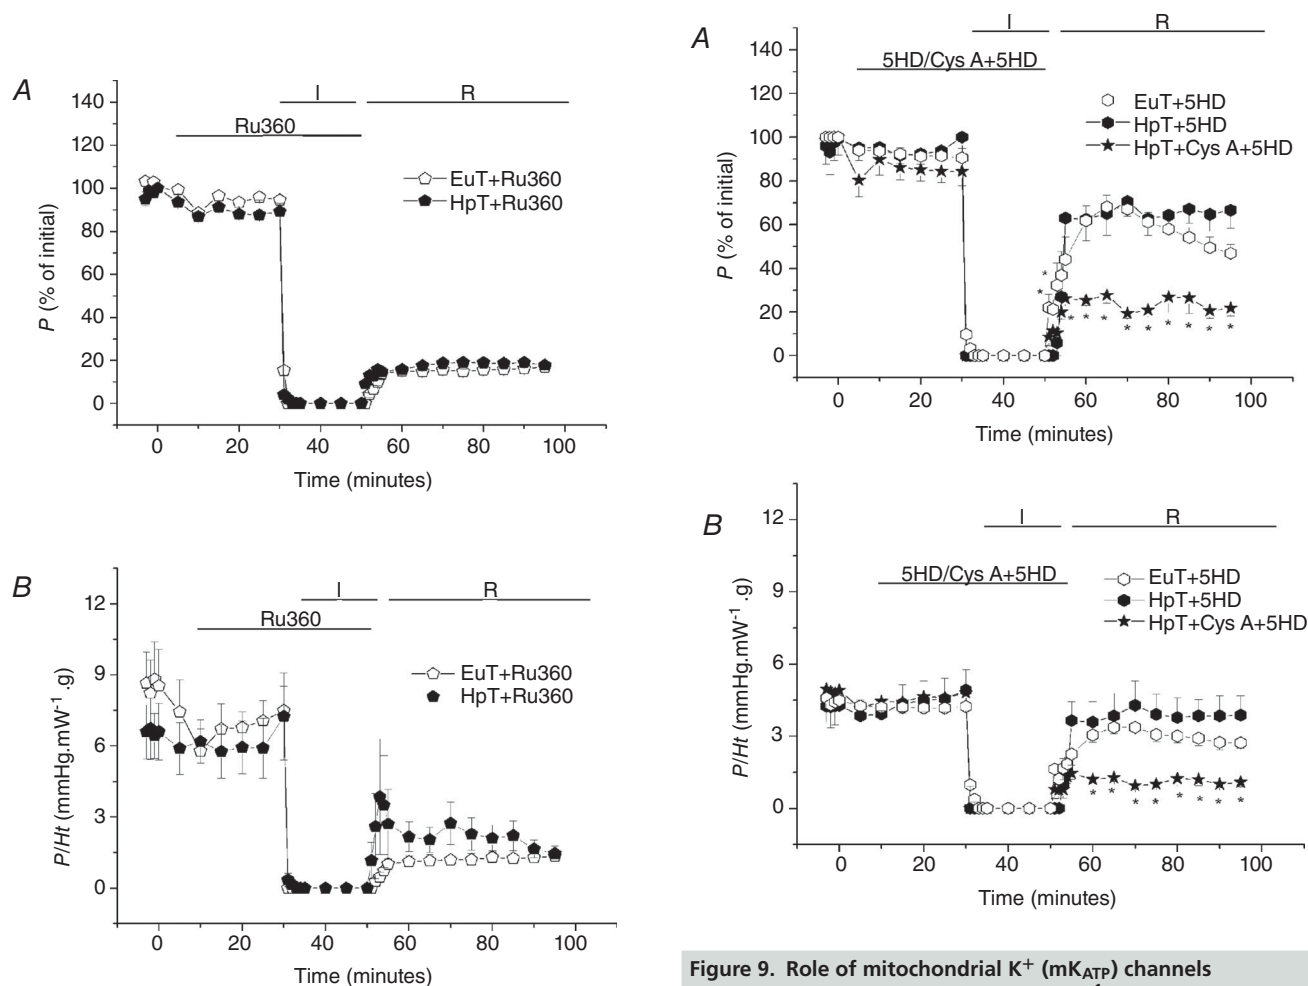 A
I
R
Ru360
EuT+Ru360
HpT+Ru360
P (% of initial)
140
120
100
80
60
40
20
0
0 20 40 60 80 100
Time (minutes)
B
I
R
Ru360
EuT+Ru360
HpT+Ru360
P/Ht (mmHg.mW⁻¹.g)
12
9
6
3
0
0 20 40 60 80 100
Time (minutes)
A
I
R
5HD/Cys A+5HD
EuT+5HD
HpT+5HD
HpT+Cys A+5HD
P (% of initial)
140
120
100
80
60
40
20
0
* *
* * * * * * * * *
0 20 40 60 80 100
Time (minutes)
B
I
R
5HD/Cys A+5HD
EuT+5HD
HpT+5HD
HpT+Cys A+5HD
P/Ht (mmHg.mW⁻¹.g)
12
9
6
3
0
* * * * * * * *
0 20 40 60 80 100
Time (minutes)
Figure 9. Role of mitochondrial K⁺ (mK_ATP) channels